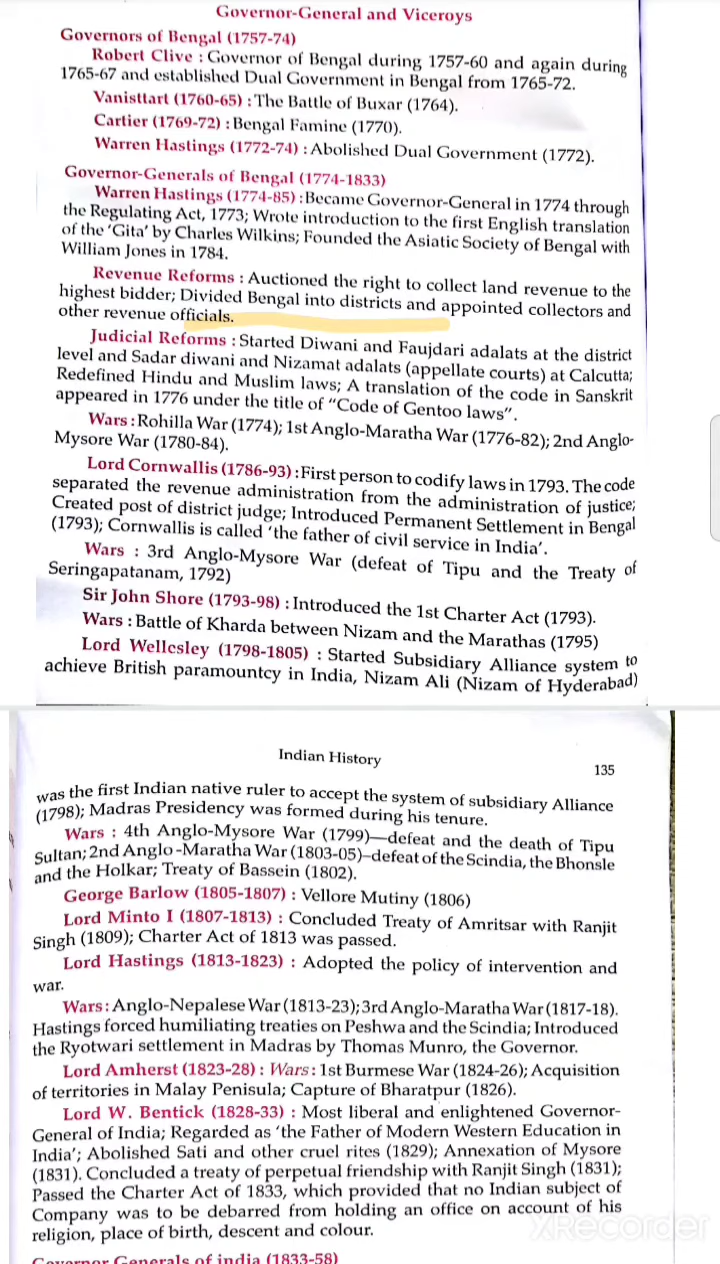 Governor-General and Viceroys
Governors of Bengal (1757-74)
Robert Clive : Governor of Bengal during 1757-60 and again during
1765-67 and established Dual Government in Bengal from 1765-72.
Vanisttart (1760-65) : The Battle of Buxar (1764).
Cartier (1769-72) : Bengal Famine (1770).
Warren Hastings (1772-74) : Abolished Dual Government (1772).
Governor-Generals of Bengal (1774-1833)
Warren Hastings (1774-85) : Became Governor-General in 1774 through
the Regulating Act, 1773; Wrote introduction to the first English translation
of the 'Gita' by Charles Wilkins; Founded the Asiatic Society of Bengal with
William Jones in 1784.
Revenue Reforms : Auctioned the right to collect land revenue to the
highest bidder; Divided Bengal into districts and appointed collectors and
other revenue officials.
Judicial Reforms : Started Diwani and Faujdari adalats at the district
level and Sadar diwani and Nizamat adalats (appellate courts) at Calcutta;
Redefined Hindu and Muslim laws; A translation of the code in Sanskrit
appeared in 1776 under the title of "Code of Gentoo laws".
Wars : Rohilla War (1774); 1st Anglo-Maratha War (1776-82); 2nd Anglo-
Mysore War (1780-84).
Lord Cornwallis (1786-93) : First person to codify laws in 1793. The code
separated the revenue administration from the administration of justice;
Created post of district judge; Introduced Permanent Settlement in Bengal
(1793); Cornwallis is called 'the father of civil service in India'.
Wars : 3rd Anglo-Mysore War (defeat of Tipu and the Treaty of
Seringapatanam, 1792)
Sir John Shore (1793-98) : Introduced the 1st Charter Act (1793).
Wars : Battle of Kharda between Nizam and the Marathas (1795)
Lord Wellesley (1798-1805) : Started Subsidiary Alliance system to
achieve British paramountcy in India, Nizam Ali (Nizam of Hyderabad)
Indian History
135
was the first Indian native ruler to accept the system of subsidiary Alliance
(1798); Madras Presidency was formed during his tenure.
Wars : 4th Anglo-Mysore War (1799)—defeat and the death of Tipu
Sultan; 2nd Anglo -Maratha War (1803-05)–defeat of the Scindia, the Bhonsle
and the Holkar; Treaty of Bassein (1802).
George Barlow (1805-1807) : Vellore Mutiny (1806)
Lord Minto I (1807-1813) : Concluded Treaty of Amritsar with Ranjit
Singh (1809); Charter Act of 1813 was passed.
Lord Hastings (1813-1823) : Adopted the policy of intervention and
war.
Wars : Anglo-Nepalese War (1813-23); 3rd Anglo-Maratha War (1817-18).
Hastings forced humiliating treaties on Peshwa and the Scindia; Introduced
the Ryotwari settlement in Madras by Thomas Munro, the Governor.
Lord Amherst (1823-28) : Wars : 1st Burmese War (1824-26); Acquisition
of territories in Malay Penisula; Capture of Bharatpur (1826).
Lord W. Bentick (1828-33) : Most liberal and enlightened Governor-
General of India; Regarded as 'the Father of Modern Western Education in
India'; Abolished Sati and other cruel rites (1829); Annexation of Mysore
(1831). Concluded a treaty of perpetual friendship with Ranjit Singh (1831);
Passed the Charter Act of 1833, which provided that no Indian subject of
Company was to be debarred from holding an office on account of his
religion, place of birth, descent and colour.
XRecorder
Governor Generals of india (1833-58)